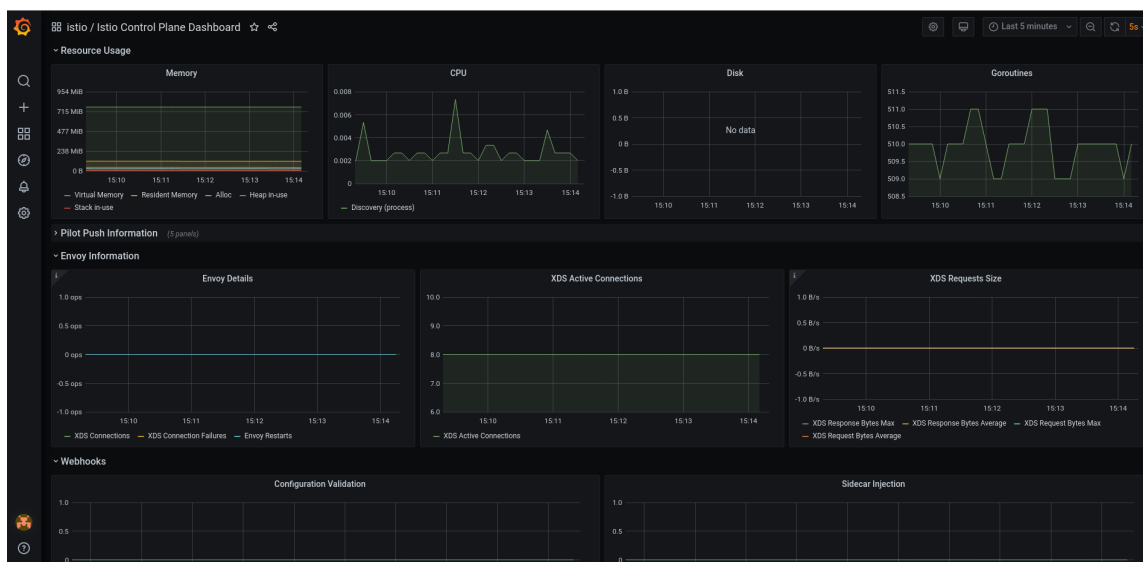 istio / Istio Control Plane Dashboard
Last 5 minutes
5s
Resource Usage
Memory
954 MiB
715 MiB
477 MiB
238 MiB
0 B
15:10 15:11 15:12 15:13 15:14
Virtual Memory Resident Memory Alloc Heap in-use
Stack in-use
CPU
0.008
0.006
0.004
0.002
0
15:10 15:11 15:12 15:13 15:14
Discovery (process)
Disk
1.0 B
0.5 B
0 B
-0.5 B
-1.0 B
No data
15:10 15:11 15:12 15:13 15:14
Goroutines
511.5
511.0
510.5
510.0
509.5
509.0
508.5
15:10 15:11 15:12 15:13 15:14
Pilot Push Information (5 panels)
Envoy Information
Envoy Details
1.0 ops
0.5 ops
0 ops
-0.5 ops
-1.0 ops
15:10 15:11 15:12 15:13 15:14
XDS Connections XDS Connection Failures Envoy Restarts
XDS Active Connections
10.0
9.0
8.0
7.0
6.0
15:10 15:11 15:12 15:13 15:14
XDS Active Connections
XDS Requests Size
1.0 B/s
0.5 B/s
0 B/s
-0.5 B/s
-1.0 B/s
15:10 15:11 15:12 15:13 15:14
XDS Response Bytes Max XDS Response Bytes Average XDS Request Bytes Max
XDS Request Bytes Average
Webhooks
Configuration Validation
1.0
0.5
0
Sidecar Injection
1.0
0.5
0